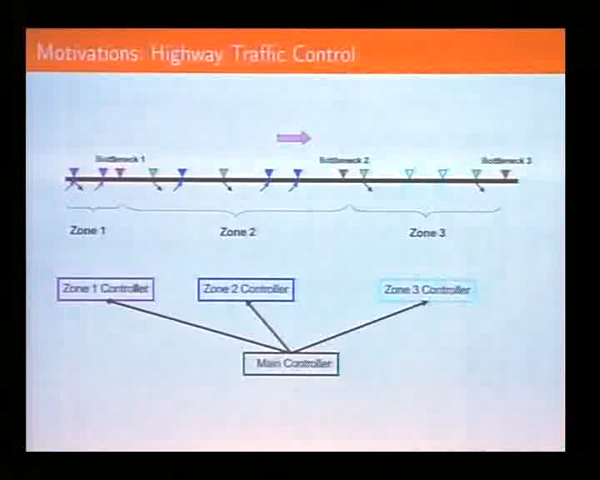 Motivations: Highway Traffic Control
Bottleneck 1
Bottleneck 2
Bottleneck 3
Zone 1
Zone 2
Zone 3
Zone 1 Controller
Zone 2 Controller
Zone 3 Controller
Main Controller